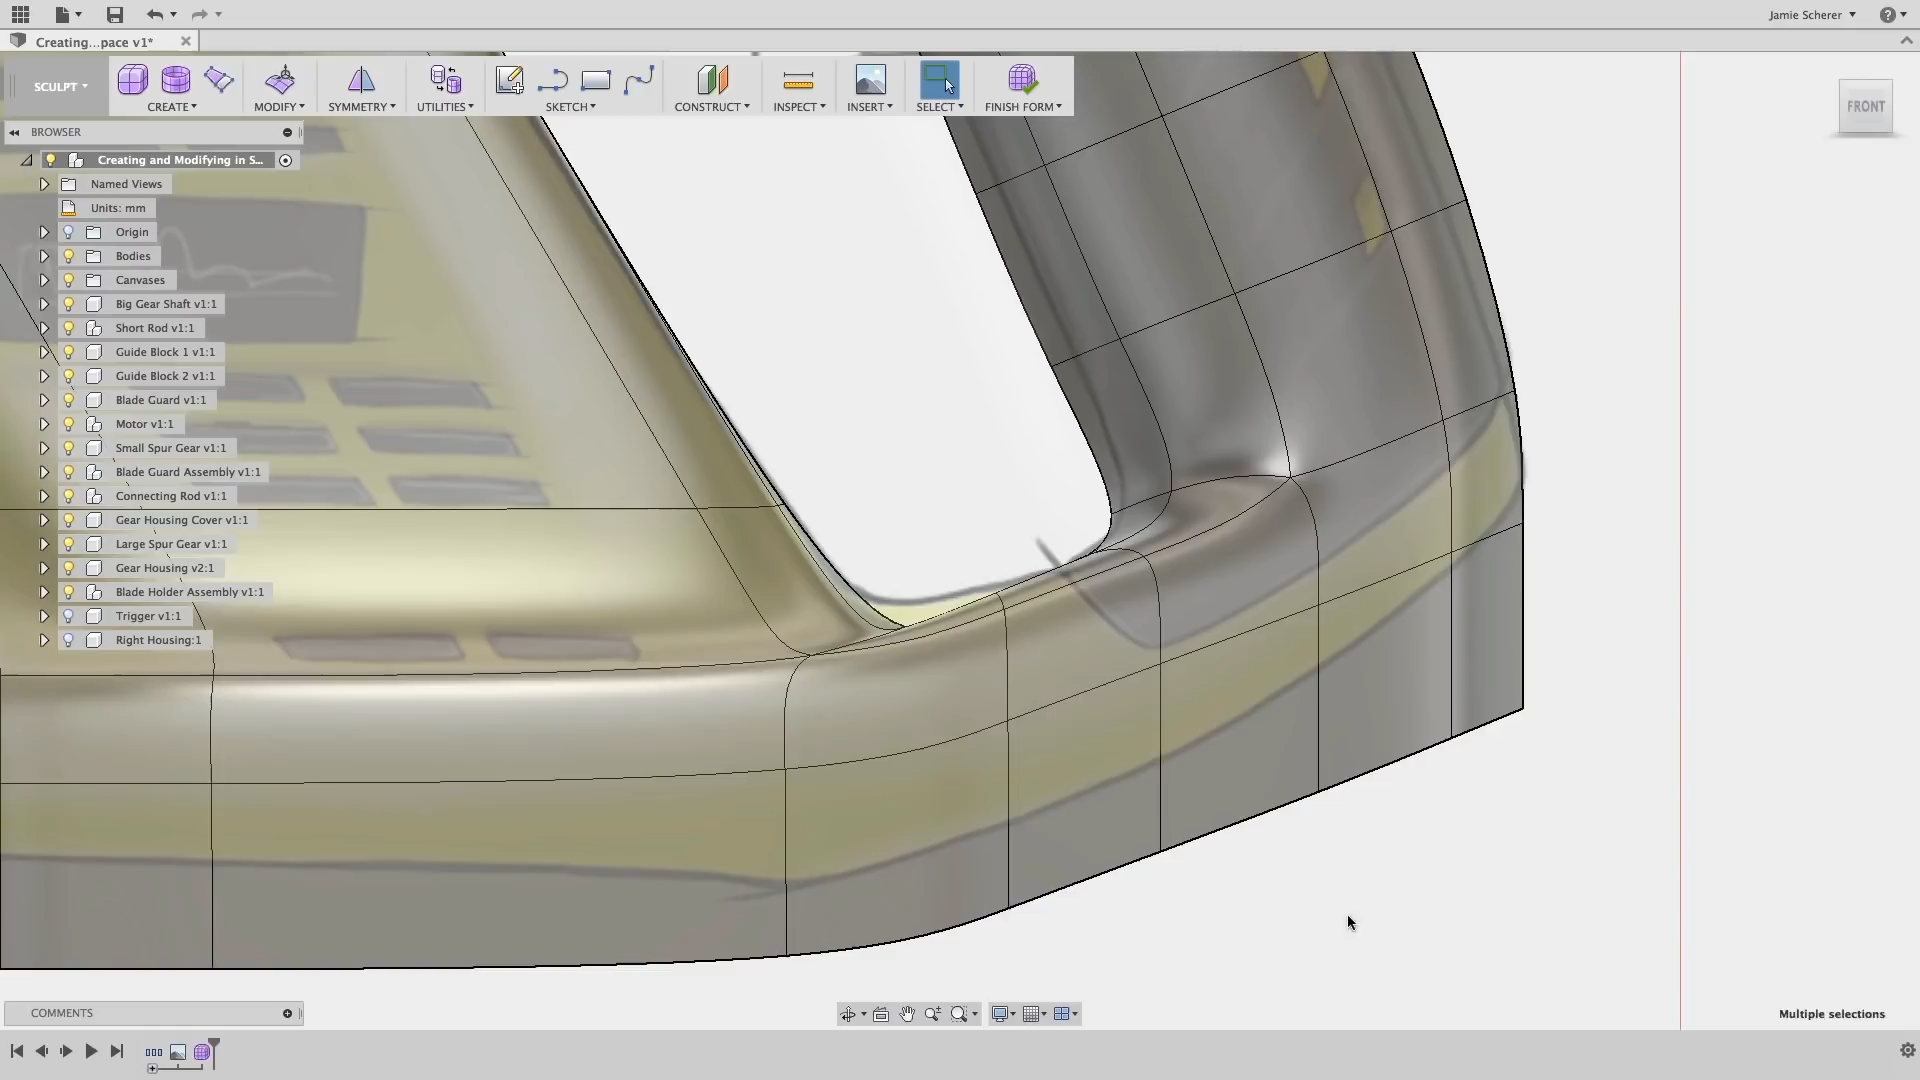 Jamie Scherer
Creating...pace v1*
SCULPT
CREATE
MODIFY
SYMMETRY
UTILITIES
SKETCH
CONSTRUCT
INSPECT
INSERT
SELECT
FINISH FORM
FRONT
BROWSER
Creating and Modifying in S...
Named Views
Units: mm
Origin
Bodies
Canvases
Big Gear Shaft v1:1
Short Rod v1:1
Guide Block 1 v1:1
Guide Block 2 v1:1
Blade Guard v1:1
Motor v1:1
Small Spur Gear v1:1
Blade Guard Assembly v1:1
Connecting Rod v1:1
Gear Housing Cover v1:1
Large Spur Gear v1:1
Gear Housing v2:1
Blade Holder Assembly v1:1
Trigger v1:1
Right Housing:1
COMMENTS
Multiple selections